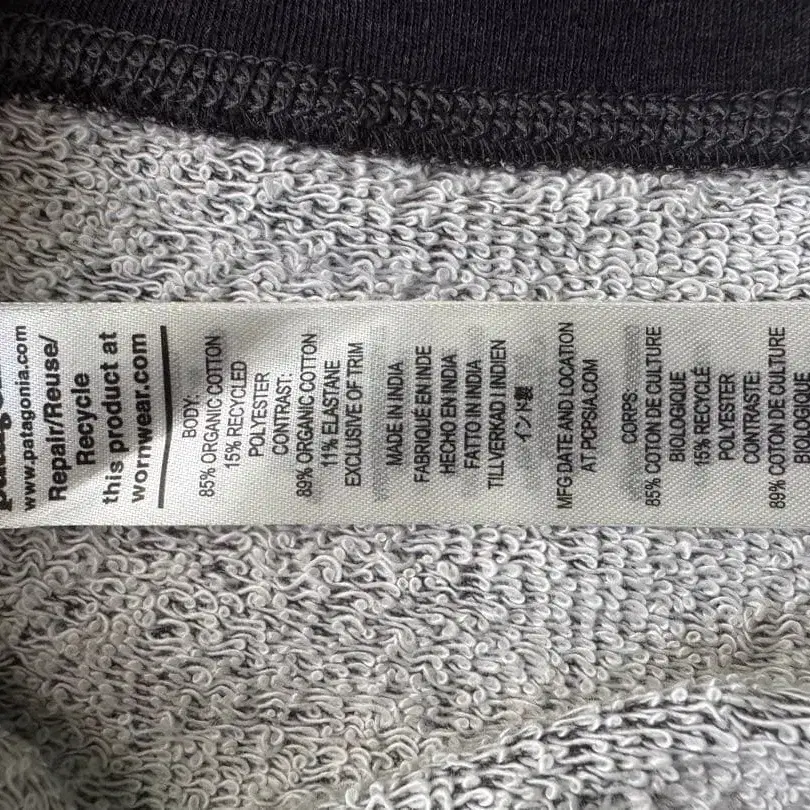 www.patagonia.com
Repair/Reuse/
Recycle
this product at
wornwear.com
BODY:
85% ORGANIC COTTON
15% RECYCLED
POLYESTER
CONTRAST:
89% ORGANIC COTTON
11% ELASTANE
EXCLUSIVE OF TRIM
MADE IN INDIA
FABRIQUÉ EN INDE
HECHO EN INDIA
FATTO IN INDIA
TILLVERKAD I INDIEN
インド製
MFG DATE AND LOCATION
AT PCPSIA.COM
CORPS:
85% COTON DE CULTURE
BIOLOGIQUE
15% RECYCLÉ
POLYESTER
CONTRASTE:
89% COTON DE CULTURE
BIOLOGIQUE